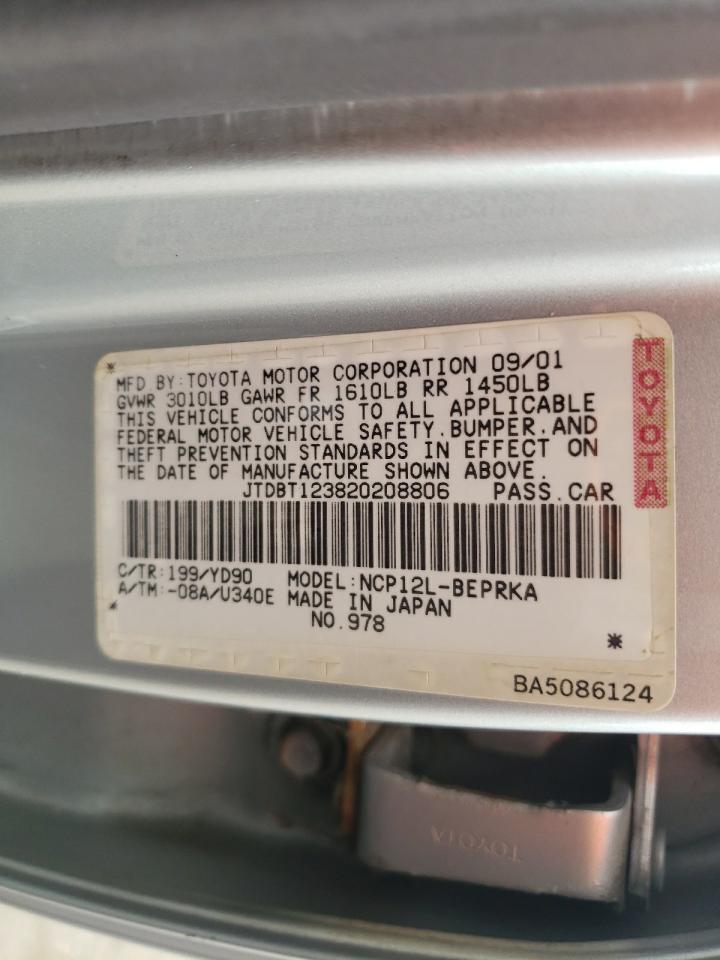 MFD BY:TOYOTA MOTOR CORPORATION 09/01
GVWR 3010LB GAWR FR 1610LB RR 1450LB
THIS VEHICLE CONFORMS TO ALL APPLICABLE
FEDERAL MOTOR VEHICLE SAFETY.BUMPER.AND
THEFT PREVENTION STANDARDS IN EFFECT ON
THE DATE OF MANUFACTURE SHOWN ABOVE.
JTDBT123820208806 PASS.CAR
C/TR:199/YD90 MODEL:NCP12L-BEPRKA
A/TM:-08A/U340E MADE IN JAPAN
NO.978
TOYOTA
BA5086124
TOYOTA